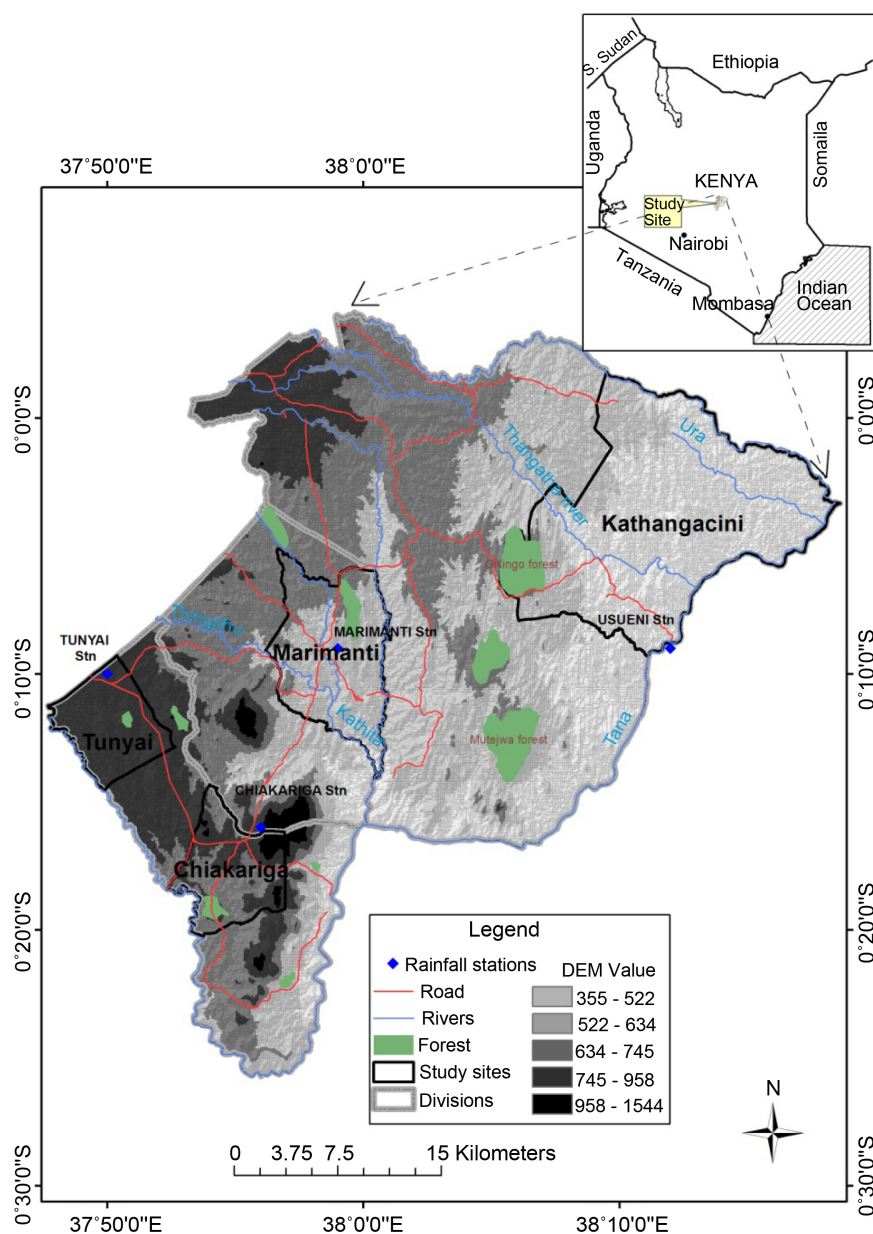 S. Sudan
Ethiopia
Uganda
Somaila
KENYA
Study
Site
Nairobi
Tanzania
Mombasa
Indian
Ocean
37°50'0"E
38°0'0"E
0°0'0"S
0°0'0"S
Ura
Thangatha river
Kathangacini
Gikingo forest
Thingithu
TUNYAI
Stn
MARIMANTI Stn
USUENI Stn
Marimanti
0°10'0"S
0°10'0"S
Kathita
Tana
Tunyai
Mutejwa forest
CHIAKARIGA Stn
Chiakariga
0°20'0"S
0°20'0"S
Legend
Rainfall stations
Road
Rivers
Forest
Study sites
Divisions
DEM Value
355 - 522
522 - 634
634 - 745
745 - 958
958 - 1544
N
0 3.75 7.5 15 Kilometers
0°30'0"S
0°30'0"S
37°50'0"E
38°0'0"E
38°10'0"E